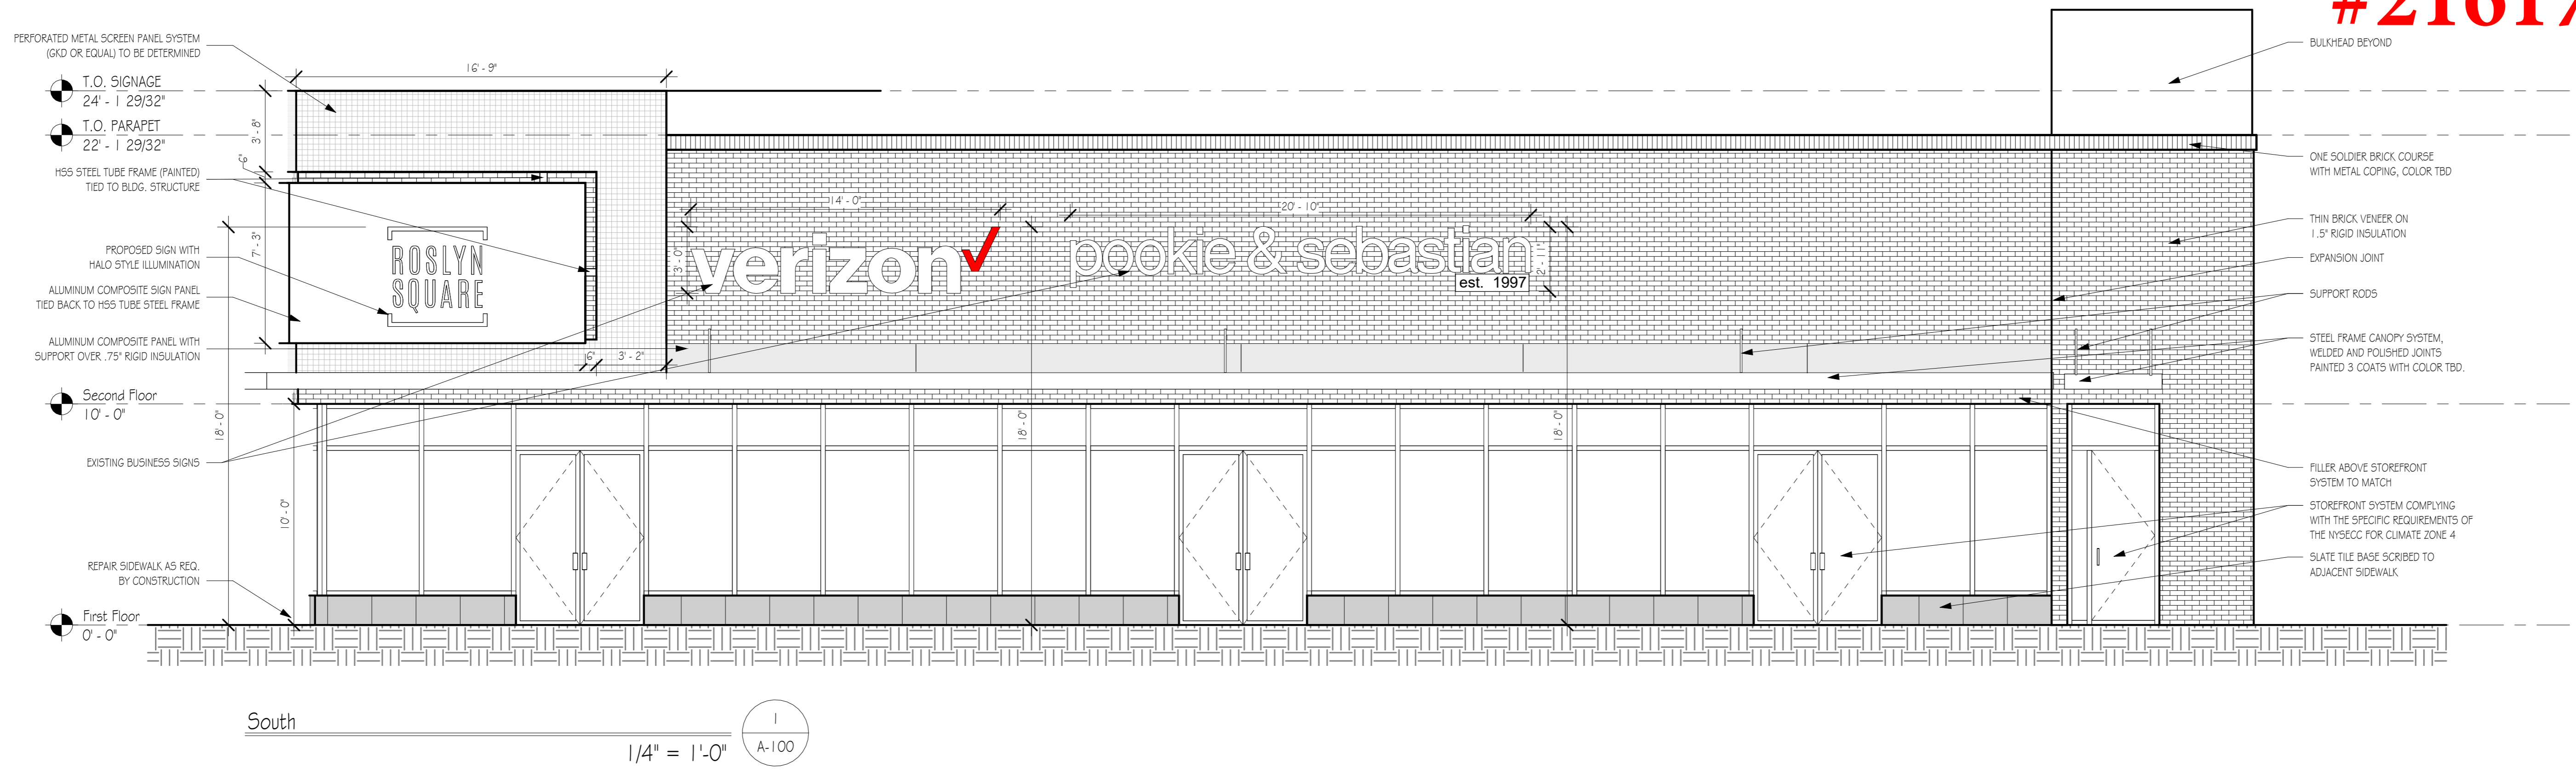 #21617
PERFORATED METAL SCREEN PANEL SYSTEM
(GKD OR EQUAL) TO BE DETERMINED
T.O. SIGNAGE
24' - 1 29/32"
T.O. PARAPET
22' - 1 29/32"
HSS STEEL TUBE FRAME (PAINTED)
TIED TO BLDG. STRUCTURE
PROPOSED SIGN WITH
HALO STYLE ILLUMINATION
ALUMINUM COMPOSITE SIGN PANEL
TIED BACK TO HSS TUBE STEEL FRAME
ALUMINUM COMPOSITE PANEL WITH
SUPPORT OVER .75" RIGID INSULATION
Second Floor
10' - 0"
EXISTING BUSINESS SIGNS
REPAIR SIDEWALK AS REQ.
BY CONSTRUCTION
First Floor
0' - 0"
16' - 9"
3' - 8"
6"
7' - 3"
18' - 0"
10' - 0"
ROSLYN
SQUARE
6"
3' - 2"
14' - 0"
3' - 0"
verizon
20' - 10"
pookie & sebastian
est. 1997
2' - 11"
18' - 0"
18' - 0"
BULKHEAD BEYOND
ONE SOLDIER BRICK COURSE
WITH METAL COPING, COLOR TBD
THIN BRICK VENEER ON
1.5" RIGID INSULATION
EXPANSION JOINT
SUPPORT RODS
STEEL FRAME CANOPY SYSTEM,
WELDED AND POLISHED JOINTS
PAINTED 3 COATS WITH COLOR TBD.
FILLER ABOVE STOREFRONT
SYSTEM TO MATCH
STOREFRONT SYSTEM COMPLYING
WITH THE SPECIFIC REQUIREMENTS OF
THE NYSECC FOR CLIMATE ZONE 4
SLATE TILE BASE SCRIBED TO
ADJACENT SIDEWALK
South
1/4" = 1'-0"
1
A-100